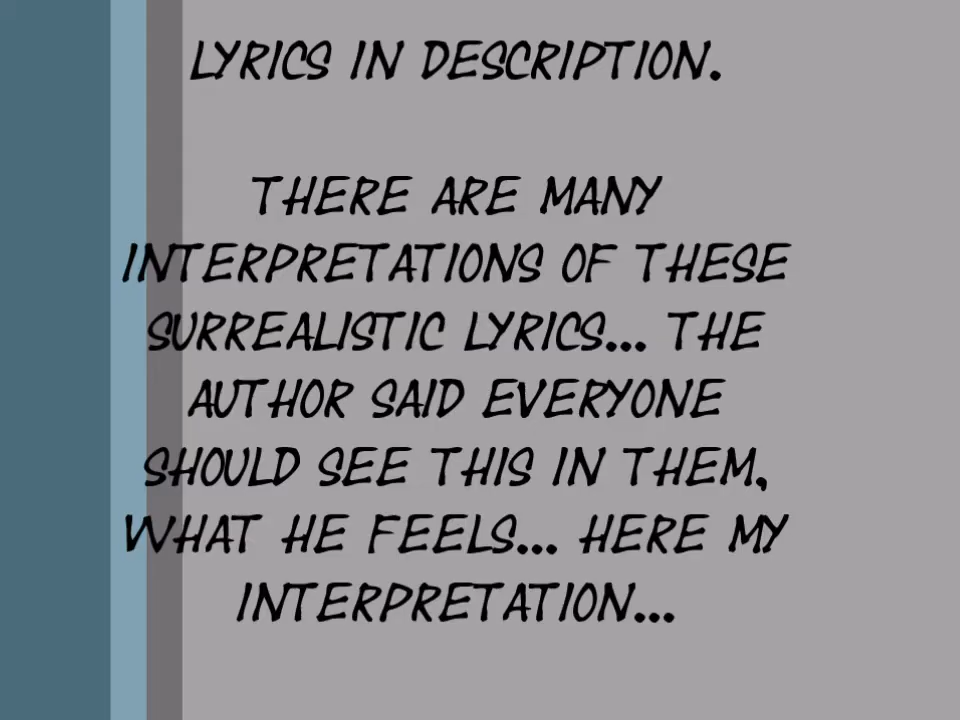 LYRICS IN DESCRIPTION.
THERE ARE MANY
INTERPRETATIONS OF THESE
SURREALISTIC LYRICS... THE
AUTHOR SAID EVERYONE
SHOULD SEE THIS IN THEM,
WHAT HE FEELS... HERE MY
INTERPRETATION...